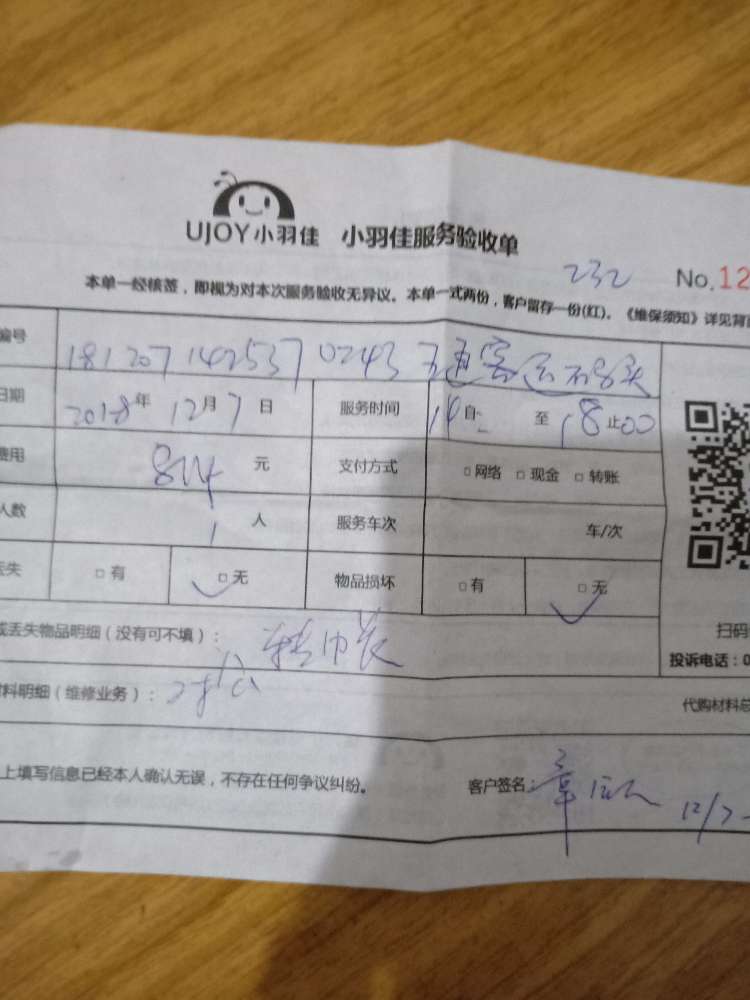 UJOY小羽佳 小羽佳服务验收单
232
No.12
本单一经核签，即视为对本次服务验收无异议。本单一式两份，客户留存一份(红)。《维保须知》详见背
编号 181207142537 0243
日期 2018年 12月 7 日 服务时间 14 自 至 18 止00
费用 元 支付方式 □网络 □现金 □转账
人数 1 人 服务车次 车/次
丢失 □有 □无 物品损坏 □有 □无
扫码
或丢失物品明细（没有可不填）：
投诉电话：0
材料明细（维修业务）：
代购材料总
上填写信息已经本人确认无误，不存在任何争议纠纷。 客户签名： 12/7